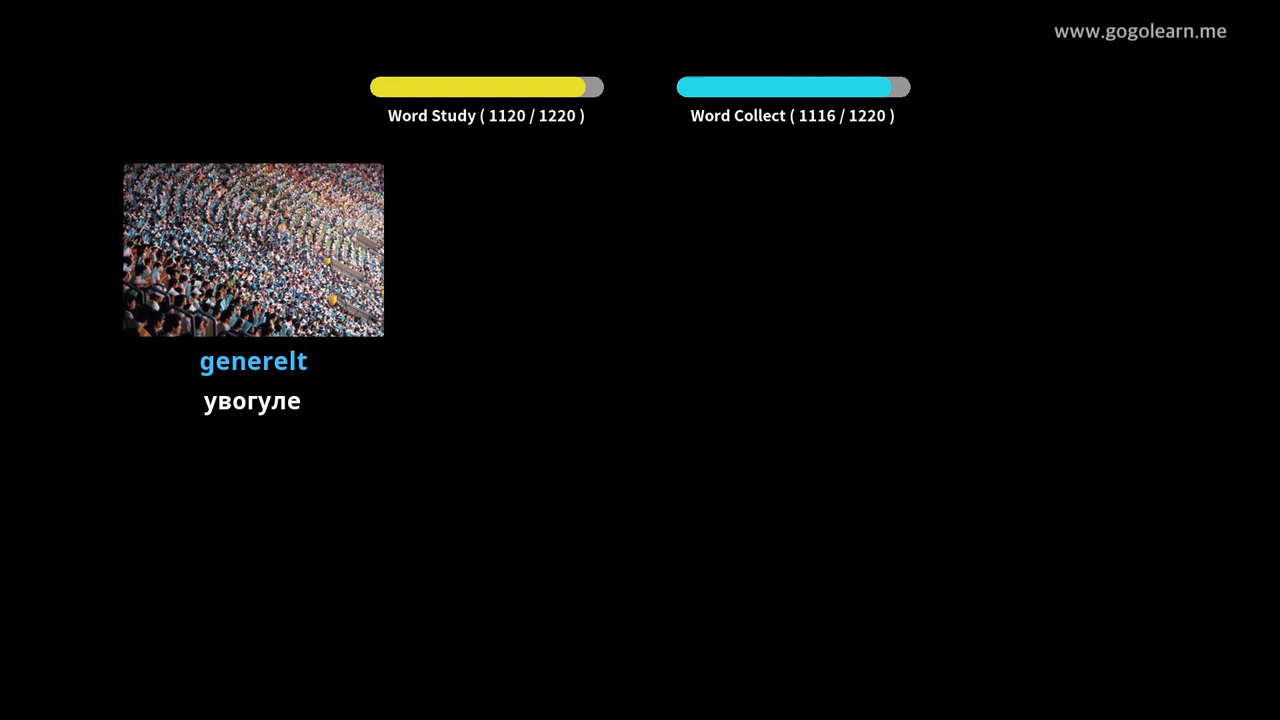 www.gogolearn.me
Word Study ( 1120 / 1220 )
Word Collect ( 1116 / 1220 )
generelt
увогуле